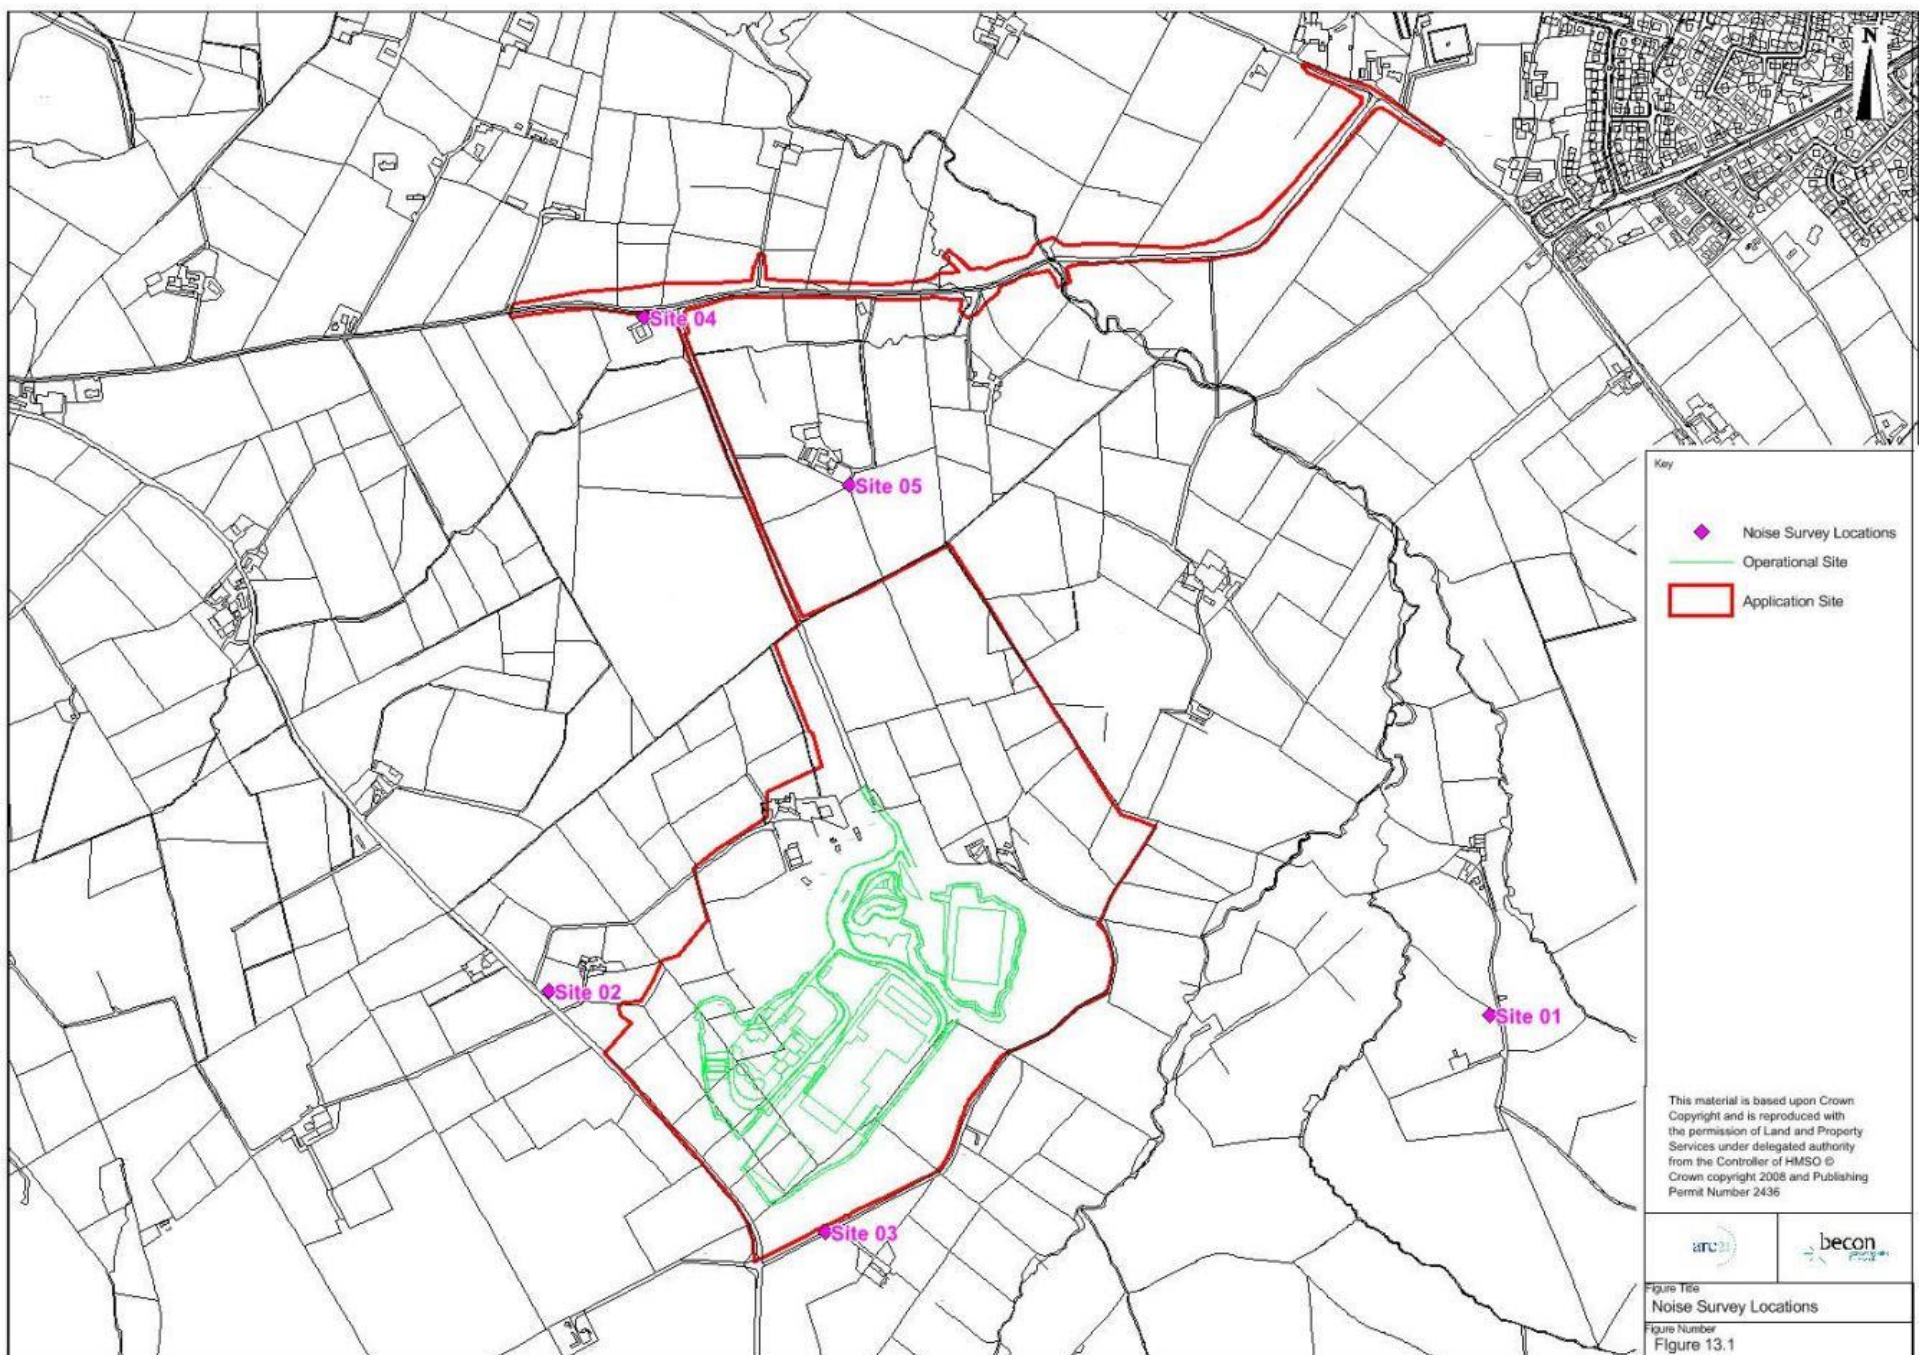 N
Site 04
Site 05
Site 02
Site 01
Site 03
Key
Noise Survey Locations
Operational Site
Application Site
This material is based upon Crown
Copyright and is reproduced with
the permission of Land and Property
Services under delegated authority
from the Controller of HMSO ©
Crown copyright 2008 and Publishing
Permit Number 2436
becon
Figure Title
Noise Survey Locations
Figure Number
FIgure 13.1